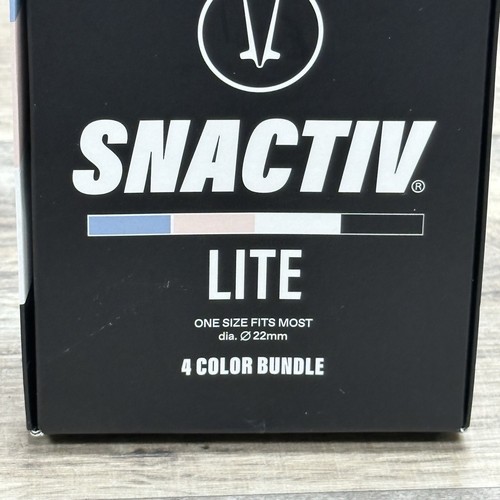 SNACTIV®
LITE
ONE SIZE FITS MOST
dia. Ø 22mm
4 COLOR BUNDLE